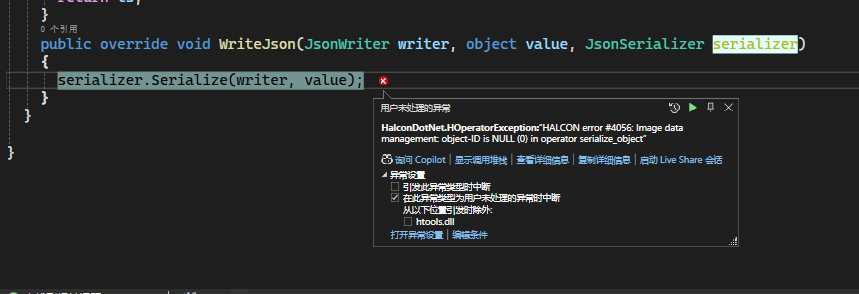 }
0 个引用
public override void WriteJson(JsonWriter writer, object value, JsonSerializer serializer)
{
serializer.Serialize(writer, value);
}
}
}
用户未处理的异常
HalconDotNet.HOperatorException:“HALCON error #4056: Image data
management: object-ID is NULL (0) in operator serialize_object”
询问 Copilot | 显示调用堆栈 | 查看详细信息 | 复制详细信息 | 启动 Live Share 会话
异常设置
引发此异常类型时中断
在此异常类型为用户未处理的异常时中断
从以下位置引发时除外:
htools.dll
打开异常设置 | 编辑条件